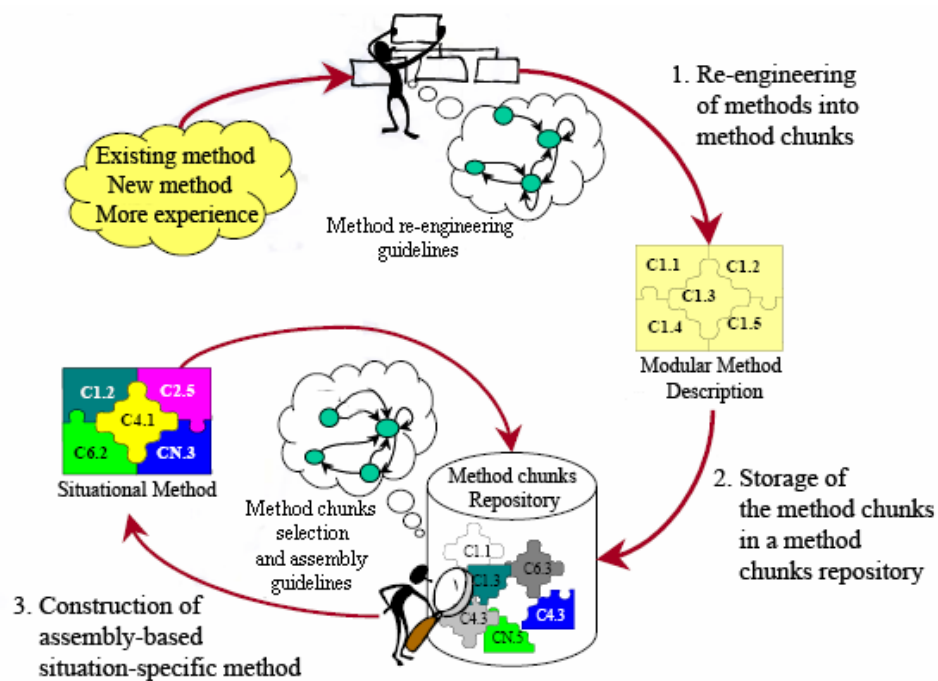 1. Re-engineering
of methods into
method chunks
Existing method
New method
More experience
Method re-engineering
guidelines
C1.1
C1.2
C1.3
C1.4
C1.5
Modular Method
Description
C1.2
C2.5
C4.1
C6.2
CN.3
Situational Method
Method chunks
selection
and assembly
guidelines
Method chunks
Repository
C1.1
C1.3
C6.3
C4.3
C4.3
CN.5
2. Storage of
the method chunks
in a method
chunks repository
3. Construction of
assembly-based
situation-specific method